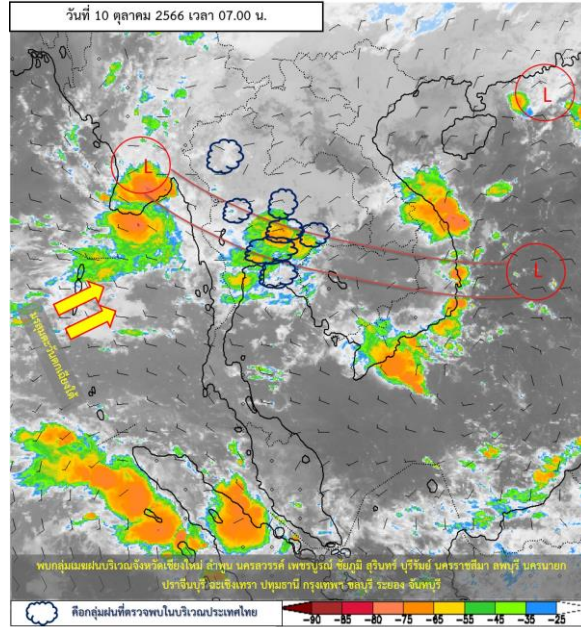 วันที่ 10 ตุลาคม 2566 เวลา 07.00 น.
L
L
L
มรสุมตะวันตกเฉียงใต้
พบกลุ่มเมฆฝนบริเวณจังหวัดเชียงใหม่ ลำพูน นครสวรรค์ เพชรบูรณ์ ชัยภูมิ สุรินทร์ บุรีรัมย์ นครราชสีมา ลพบุรี นครนายก
ปราจีนบุรี ฉะเชิงเทรา ปทุมธานี กรุงเทพฯ ชลบุรี ระยอง จันทบุรี
คือกลุ่มฝนที่ตรวจพบในบริเวณประเทศไทย
-90 -85 -80 -75 -65 -55 -45 -35 -25